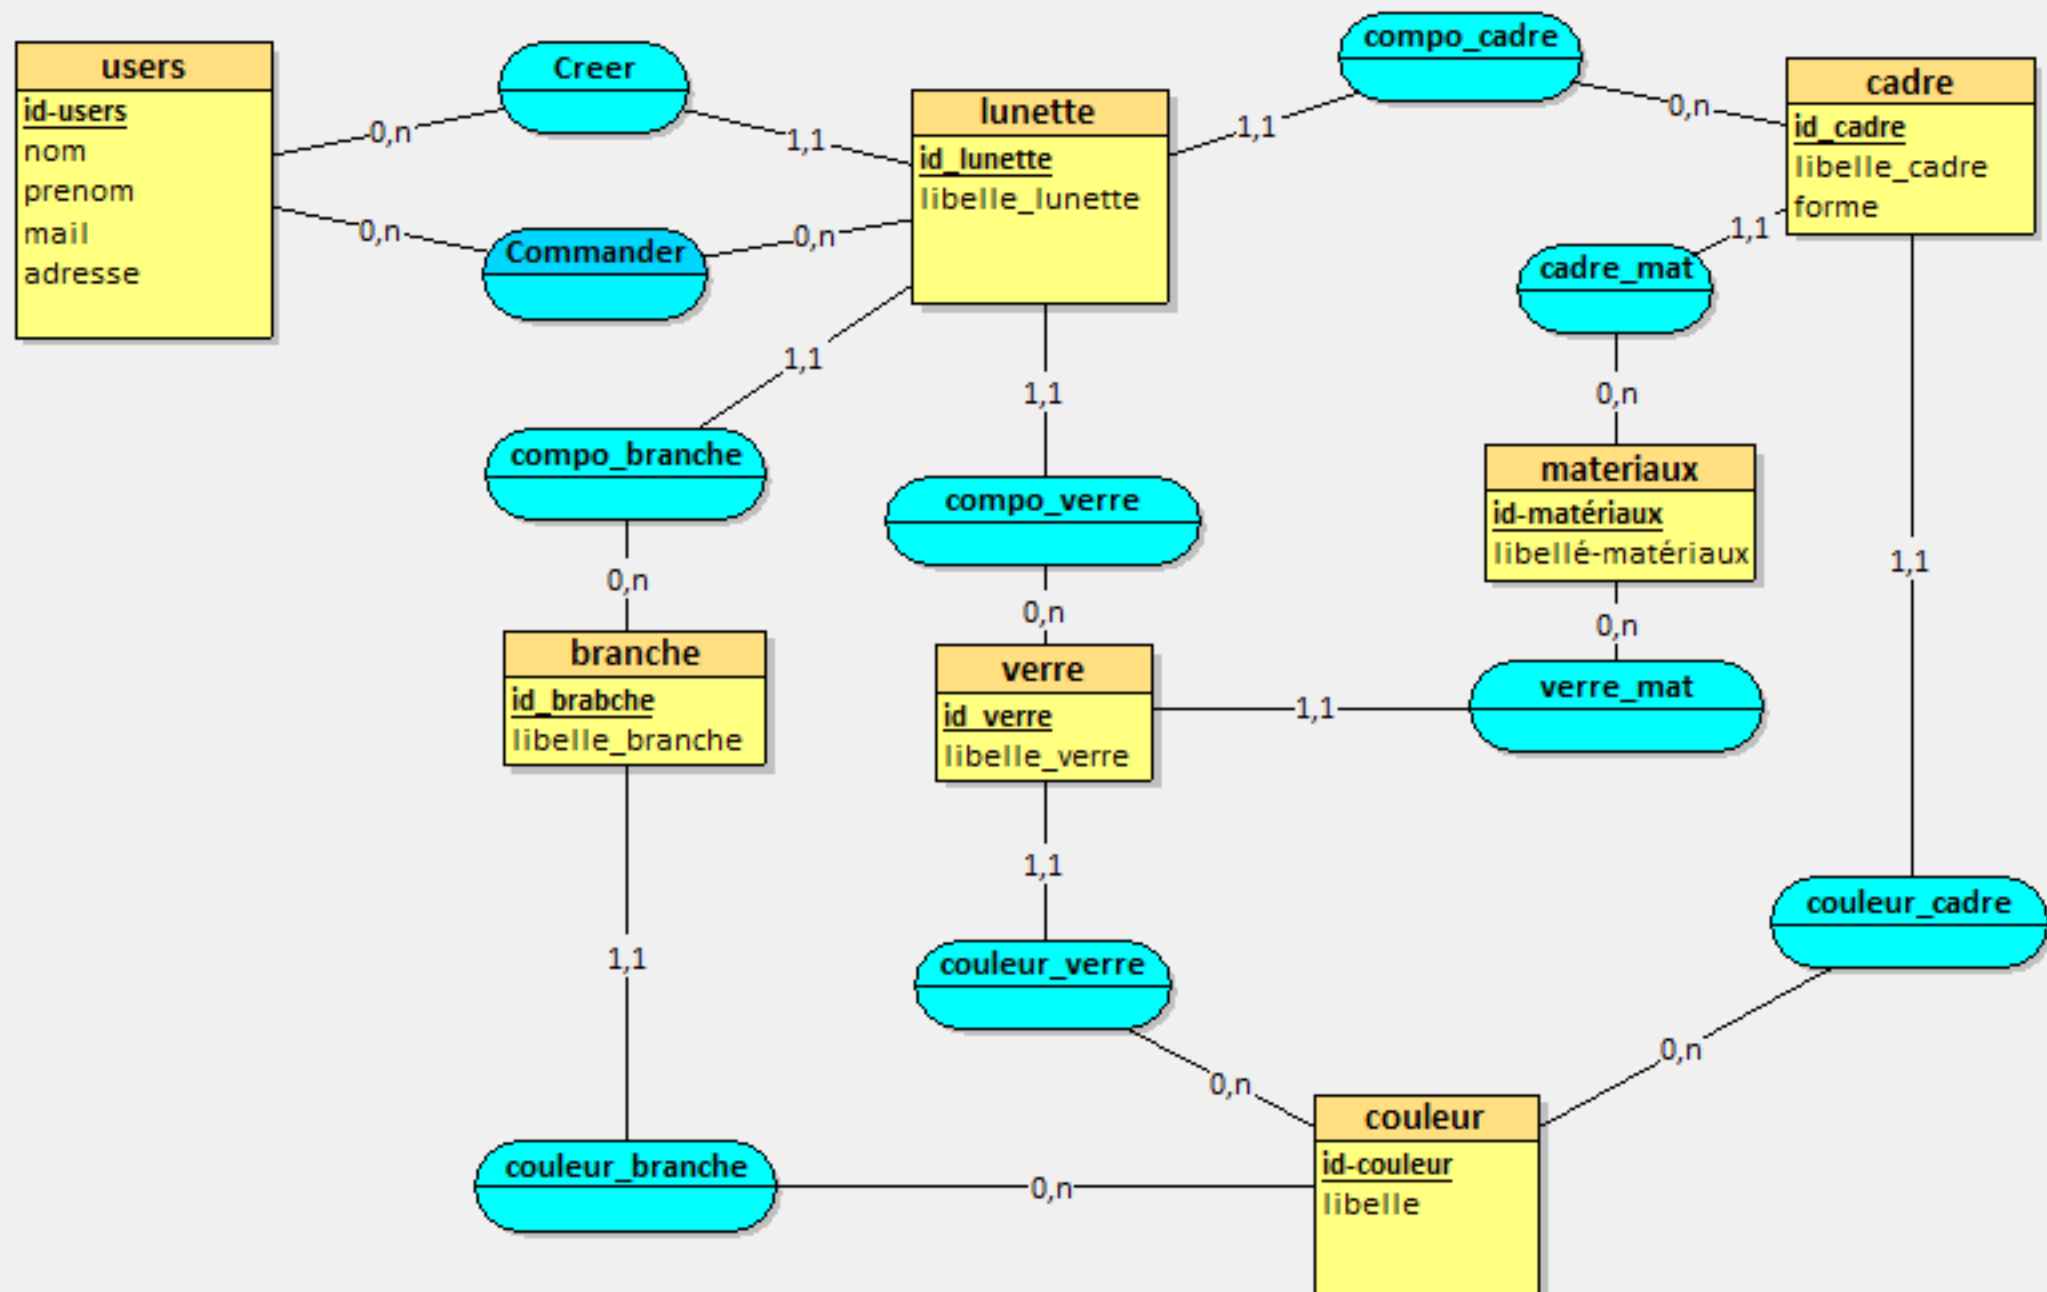 users
id-users
nom
prenom
mail
adresse
Creer
0,n
1,1
Commander
0,n
0,n
lunette
id_lunette
libelle_lunette
compo_cadre
1,1
0,n
cadre
id_cadre
libelle_cadre
forme
1,1
cadre_mat
0,n
materiaux
id-matériaux
libellé-matériaux
0,n
verre_mat
1,1
1,1
compo_branche
0,n
branche
id_brabche
libelle_branche
1,1
couleur_branche
0,n
1,1
compo_verre
0,n
verre
id_verre
libelle_verre
1,1
couleur_verre
0,n
1,1
couleur_cadre
0,n
couleur
id-couleur
libelle